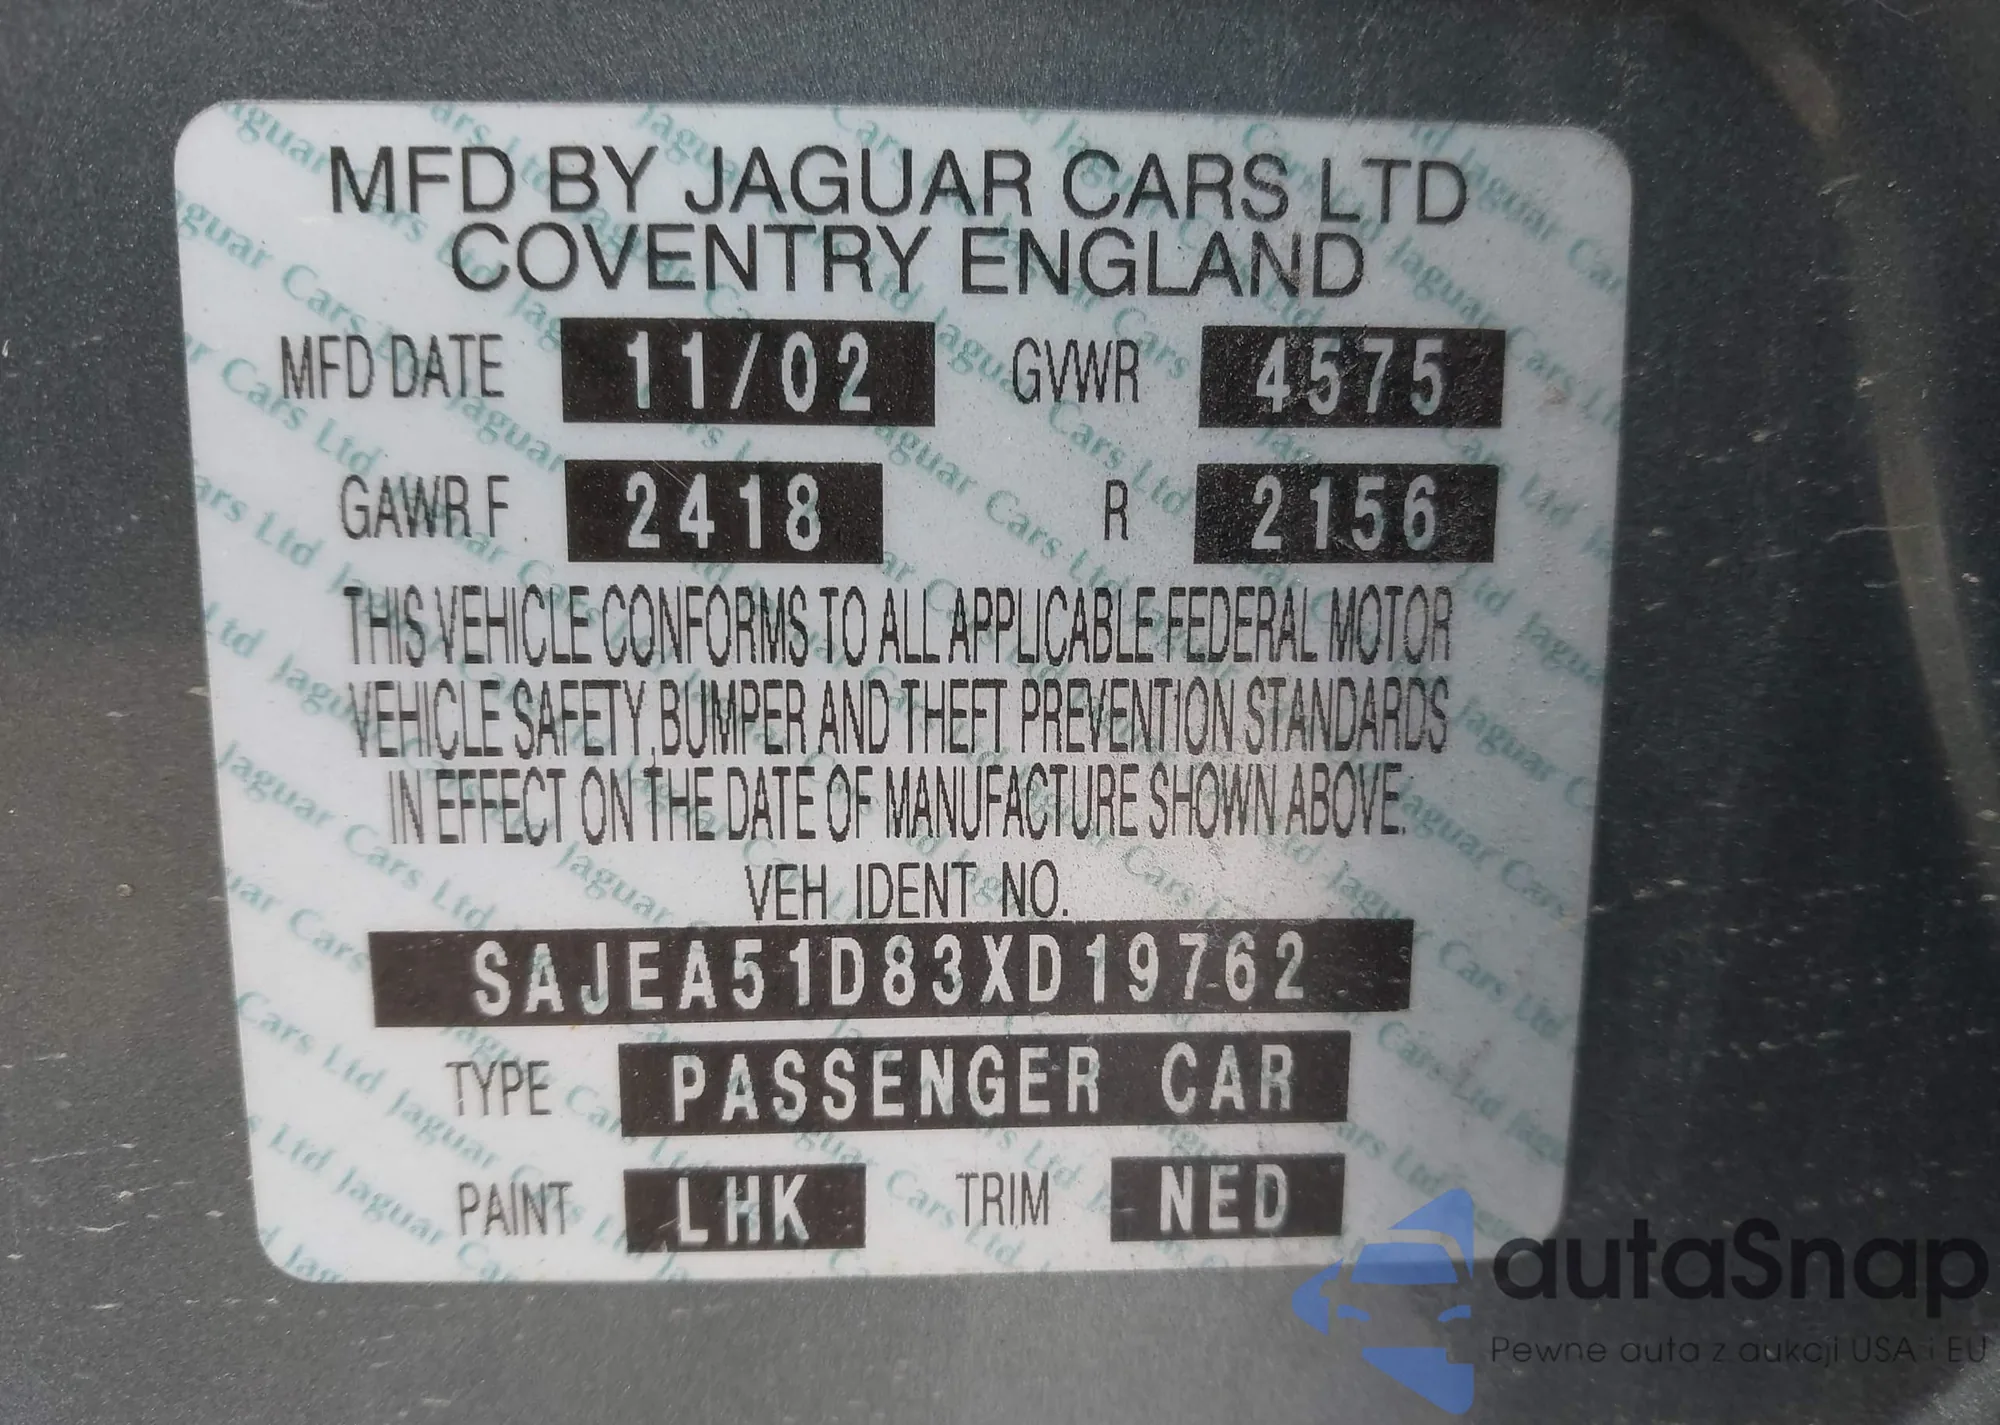 MFD BY JAGUAR CARS LTD
COVENTRY ENGLAND
MFD DATE 11/02 GVWR 4575
GAWR F 2418 R 2156
THIS VEHICLE CONFORMS TO ALL APPLICABLE FEDERAL MOTOR
VEHICLE SAFETY, BUMPER AND THEFT PREVENTION STANDARDS
IN EFFECT ON THE DATE OF MANUFACTURE SHOWN ABOVE.
VEH IDENT NO.
SAJEA51D83XD19762
TYPE PASSENGER CAR
PAINT LHK TRIM NED
autaSnap
Pewne auta z aukcji USA i EU